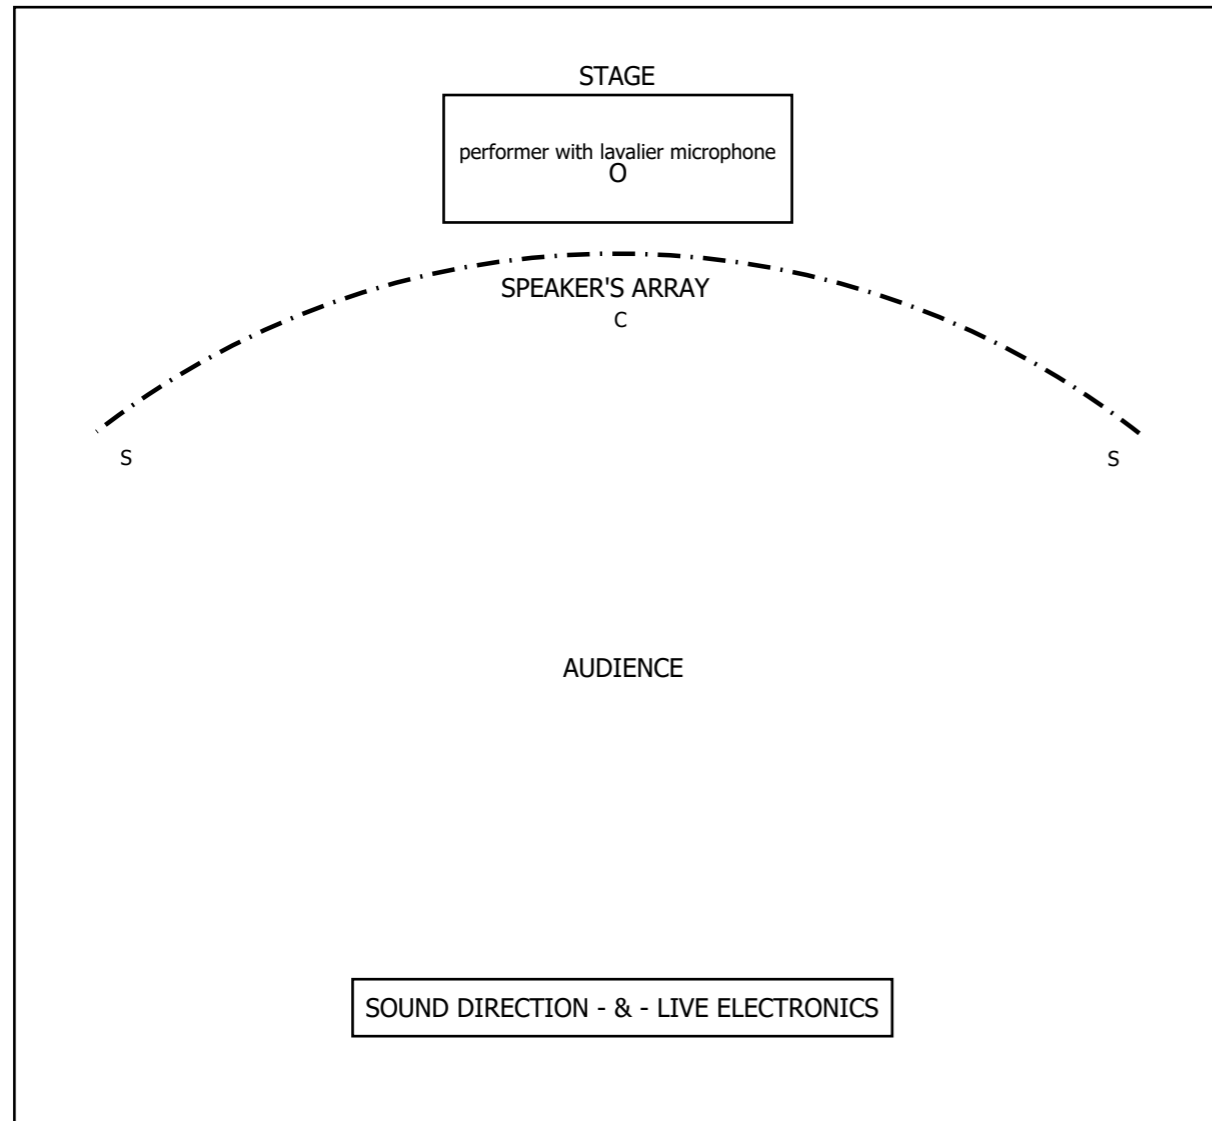 STAGE
performer with lavalier microphone
O
SPEAKER'S ARRAY
C
S
S
AUDIENCE
SOUND DIRECTION - & - LIVE ELECTRONICS